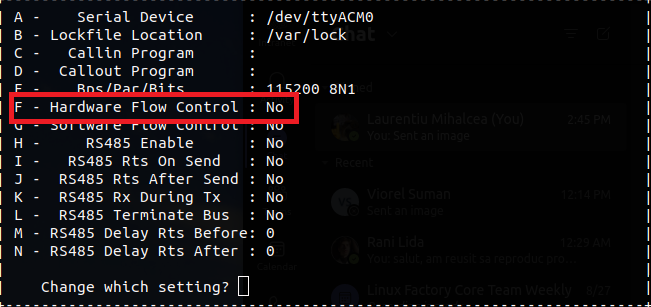 A - Serial Device : /dev/ttyACM0
B - Lockfile Location : /var/lock
C - Callin Program :
D - Callout Program :
E - Bps/Par/Bits : 115200 8N1
F - Hardware Flow Control : No
G - Software Flow Control : No
H - RS485 Enable : No
I - RS485 Rts On Send : No
J - RS485 Rts After Send : No
K - RS485 Rx During Tx : No
L - RS485 Terminate Bus : No
M - RS485 Delay Rts Before: 0
N - RS485 Delay Rts After : 0
Change which setting?
Chat
Laurentiu Mihalcea (You) 2:45 PM
You: Sent an image
Recent
Viorel Suman 12:14 PM
Sent an image
Rani Lida 12:29 AM
You: salut, am reusit sa reproduc pro...
Calendar
Linux Factory Core Team Weekly 8/27